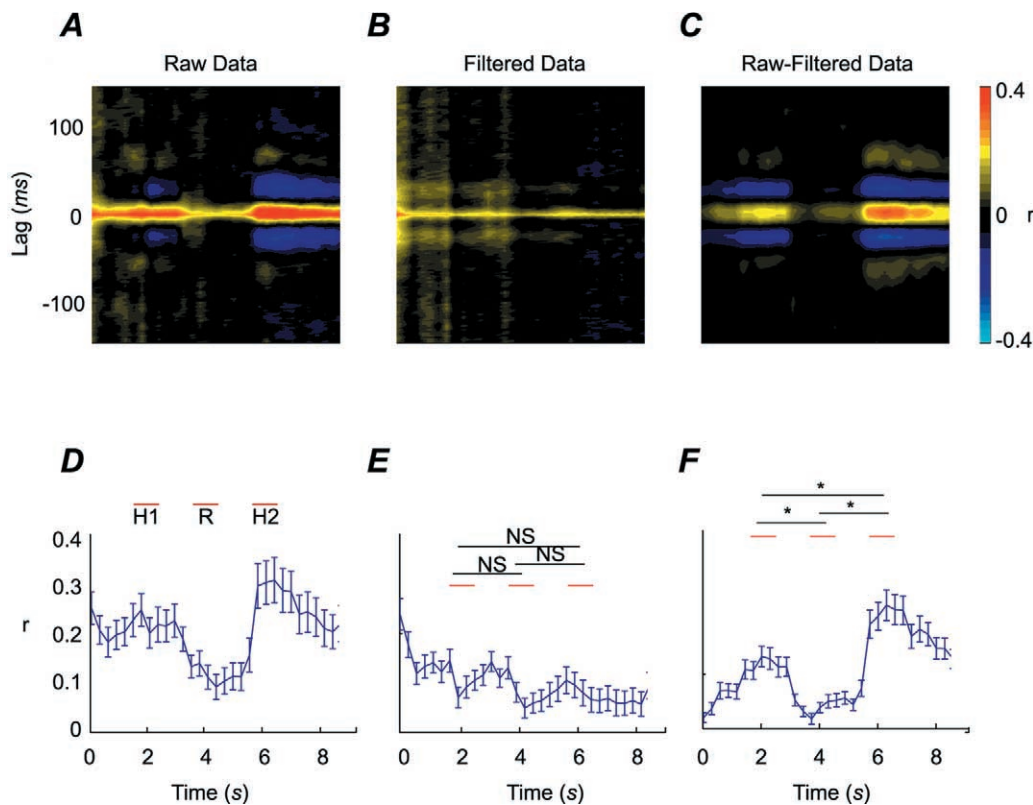 A
B
C
Raw Data
Filtered Data
Raw-Filtered Data
Lag (ms)
100
0
-100
0.4
0
r
-0.4
D
E
F
H1
R
H2
NS
NS
NS
*
*
*
r
0.4
0.3
0.2
0.1
0
0 2 4 6 8
0 2 4 6 8
0 2 4 6 8
Time (s)
Time (s)
Time (s)